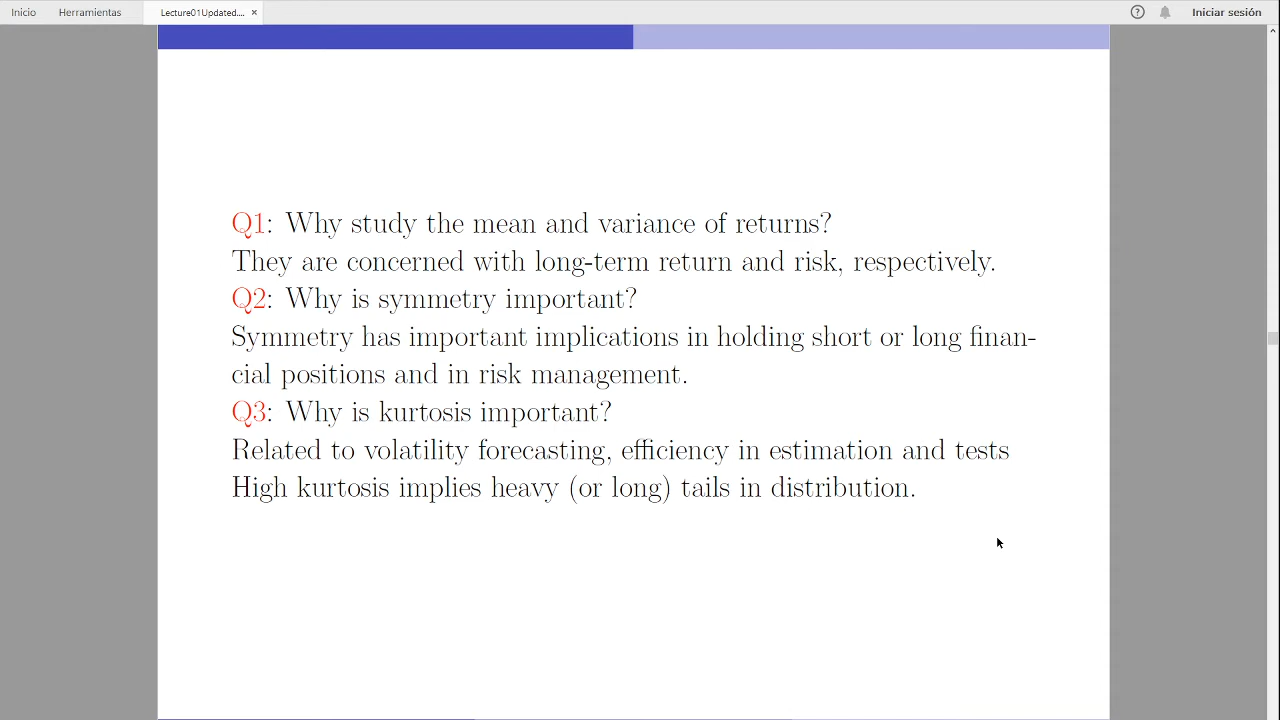 Inicio Herramientas Lecture01Updated.... × ? Iniciar sesión
Q1: Why study the mean and variance of returns?
They are concerned with long-term return and risk, respectively.
Q2: Why is symmetry important?
Symmetry has important implications in holding short or long finan-
cial positions and in risk management.
Q3: Why is kurtosis important?
Related to volatility forecasting, efficiency in estimation and tests
High kurtosis implies heavy (or long) tails in distribution.